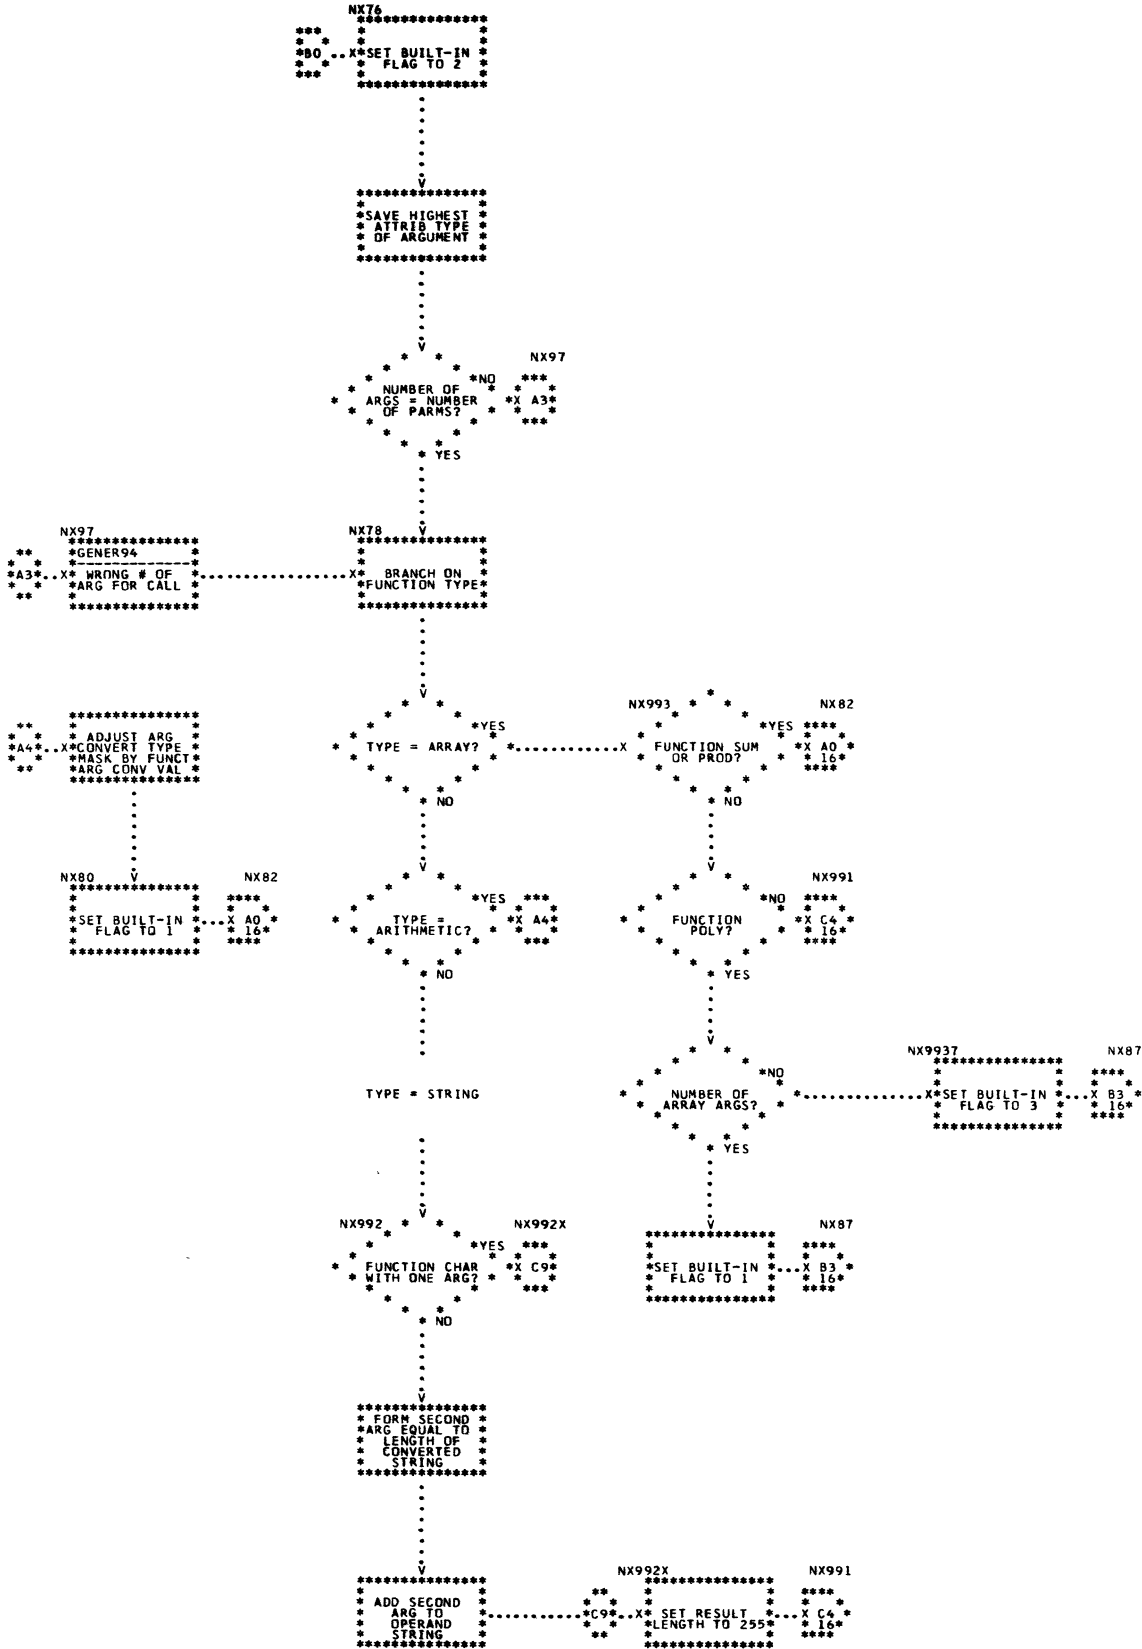 NX76
B0
SET BUILT-IN
FLAG TO 2
SAVE HIGHEST
ATTRIB TYPE
OF ARGUMENT
NX97
NO
NUMBER OF
ARGS = NUMBER
OF PARMS?
X A3
YES
NX97
NX78
GENER94
A3
X
WRONG # OF
ARG FOR CALL
X
BRANCH ON
FUNCTION TYPE
NX993
NX82
ADJUST ARG
CONVERT TYPE
MASK BY FUNCT
ARG CONV VAL
A4
X
YES
TYPE = ARRAY?
X
YES
FUNCTION SUM
OR PROD?
X A0
16
NO
NO
NX80
NX82
NX991
SET BUILT-IN
FLAG TO 1
X A0
16
YES
TYPE =
ARITHMETIC?
X A4
NO
FUNCTION
POLY?
X C4
16
NO
YES
NX9937
NX87
TYPE = STRING
NO
NUMBER OF
ARRAY ARGS?
X
SET BUILT-IN
FLAG TO 3
X B3
16
YES
NX992
NX992X
NX87
YES
FUNCTION CHAR
WITH ONE ARG?
X C9
SET BUILT-IN
FLAG TO 1
X B3
16
NO
FORM SECOND
ARG EQUAL TO
LENGTH OF
CONVERTED
STRING
NX992X
NX991
ADD SECOND
ARG TO
OPERAND
STRING
C9
X
SET RESULT
LENGTH TO 255
X C4
16